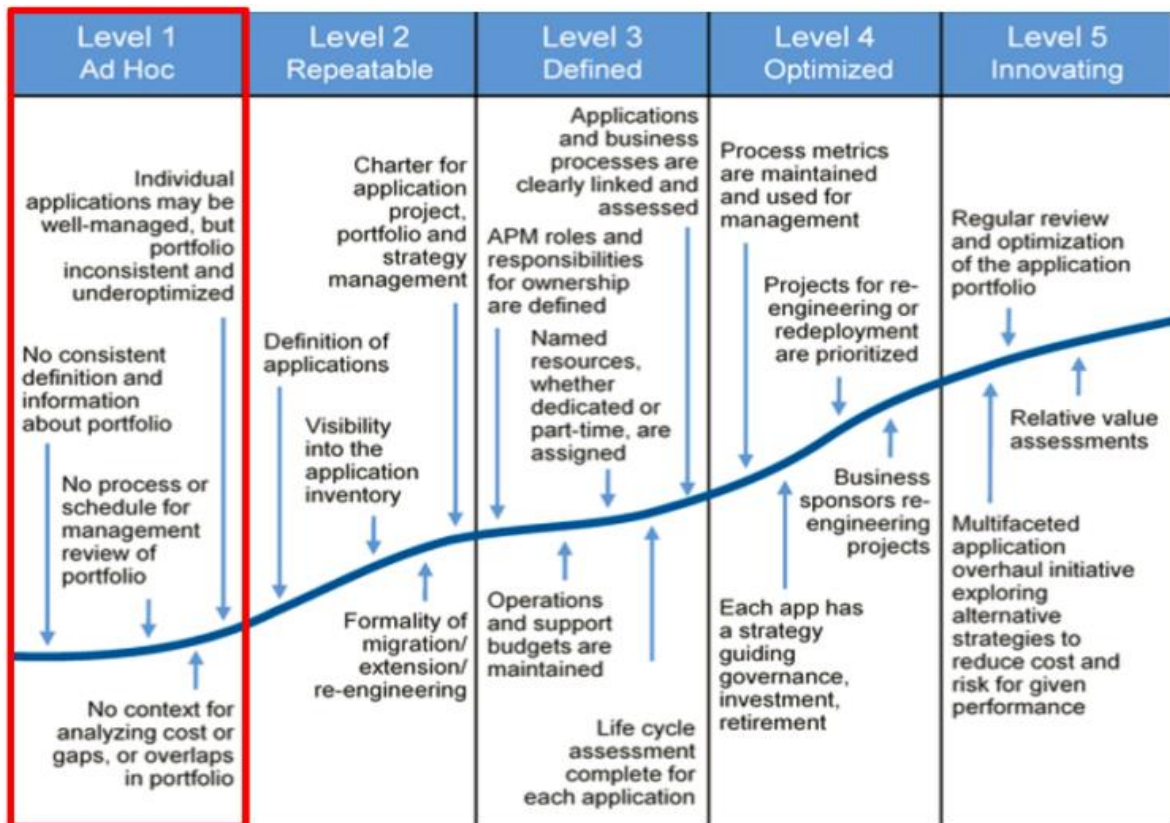 Level 1
Ad Hoc
Level 2
Repeatable
Level 3
Defined
Level 4
Optimized
Level 5
Innovating
Individual
applications may be
well-managed, but
portfolio
inconsistent and
underoptimized
No consistent
definition and
information
about portfolio
No process or
schedule for
management
review of
portfolio
No context for
analyzing cost or
gaps, or overlaps
in portfolio
Charter for
application
project,
portfolio and
strategy
management
Definition of
applications
Visibility
into the
application
inventory
Formality of
migration/
extension/
re-engineering
Applications
and business
processes are
clearly linked and
assessed
APM roles and
responsibilities
for ownership
are defined
Named
resources,
whether
dedicated or
part-time, are
assigned
Operations
and support
budgets are
maintained
Life cycle
assessment
complete for
each application
Process metrics
are maintained
and used for
management
Projects for re-
engineering or
redeployment
are prioritized
Business
sponsors re-
engineering
projects
Each app has
a strategy
guiding
governance,
investment,
retirement
Regular review
and optimization
of the application
portfolio
Relative value
assessments
Multifaceted
application
overhaul initiative
exploring
alternative
strategies to
reduce cost and
risk for given
performance